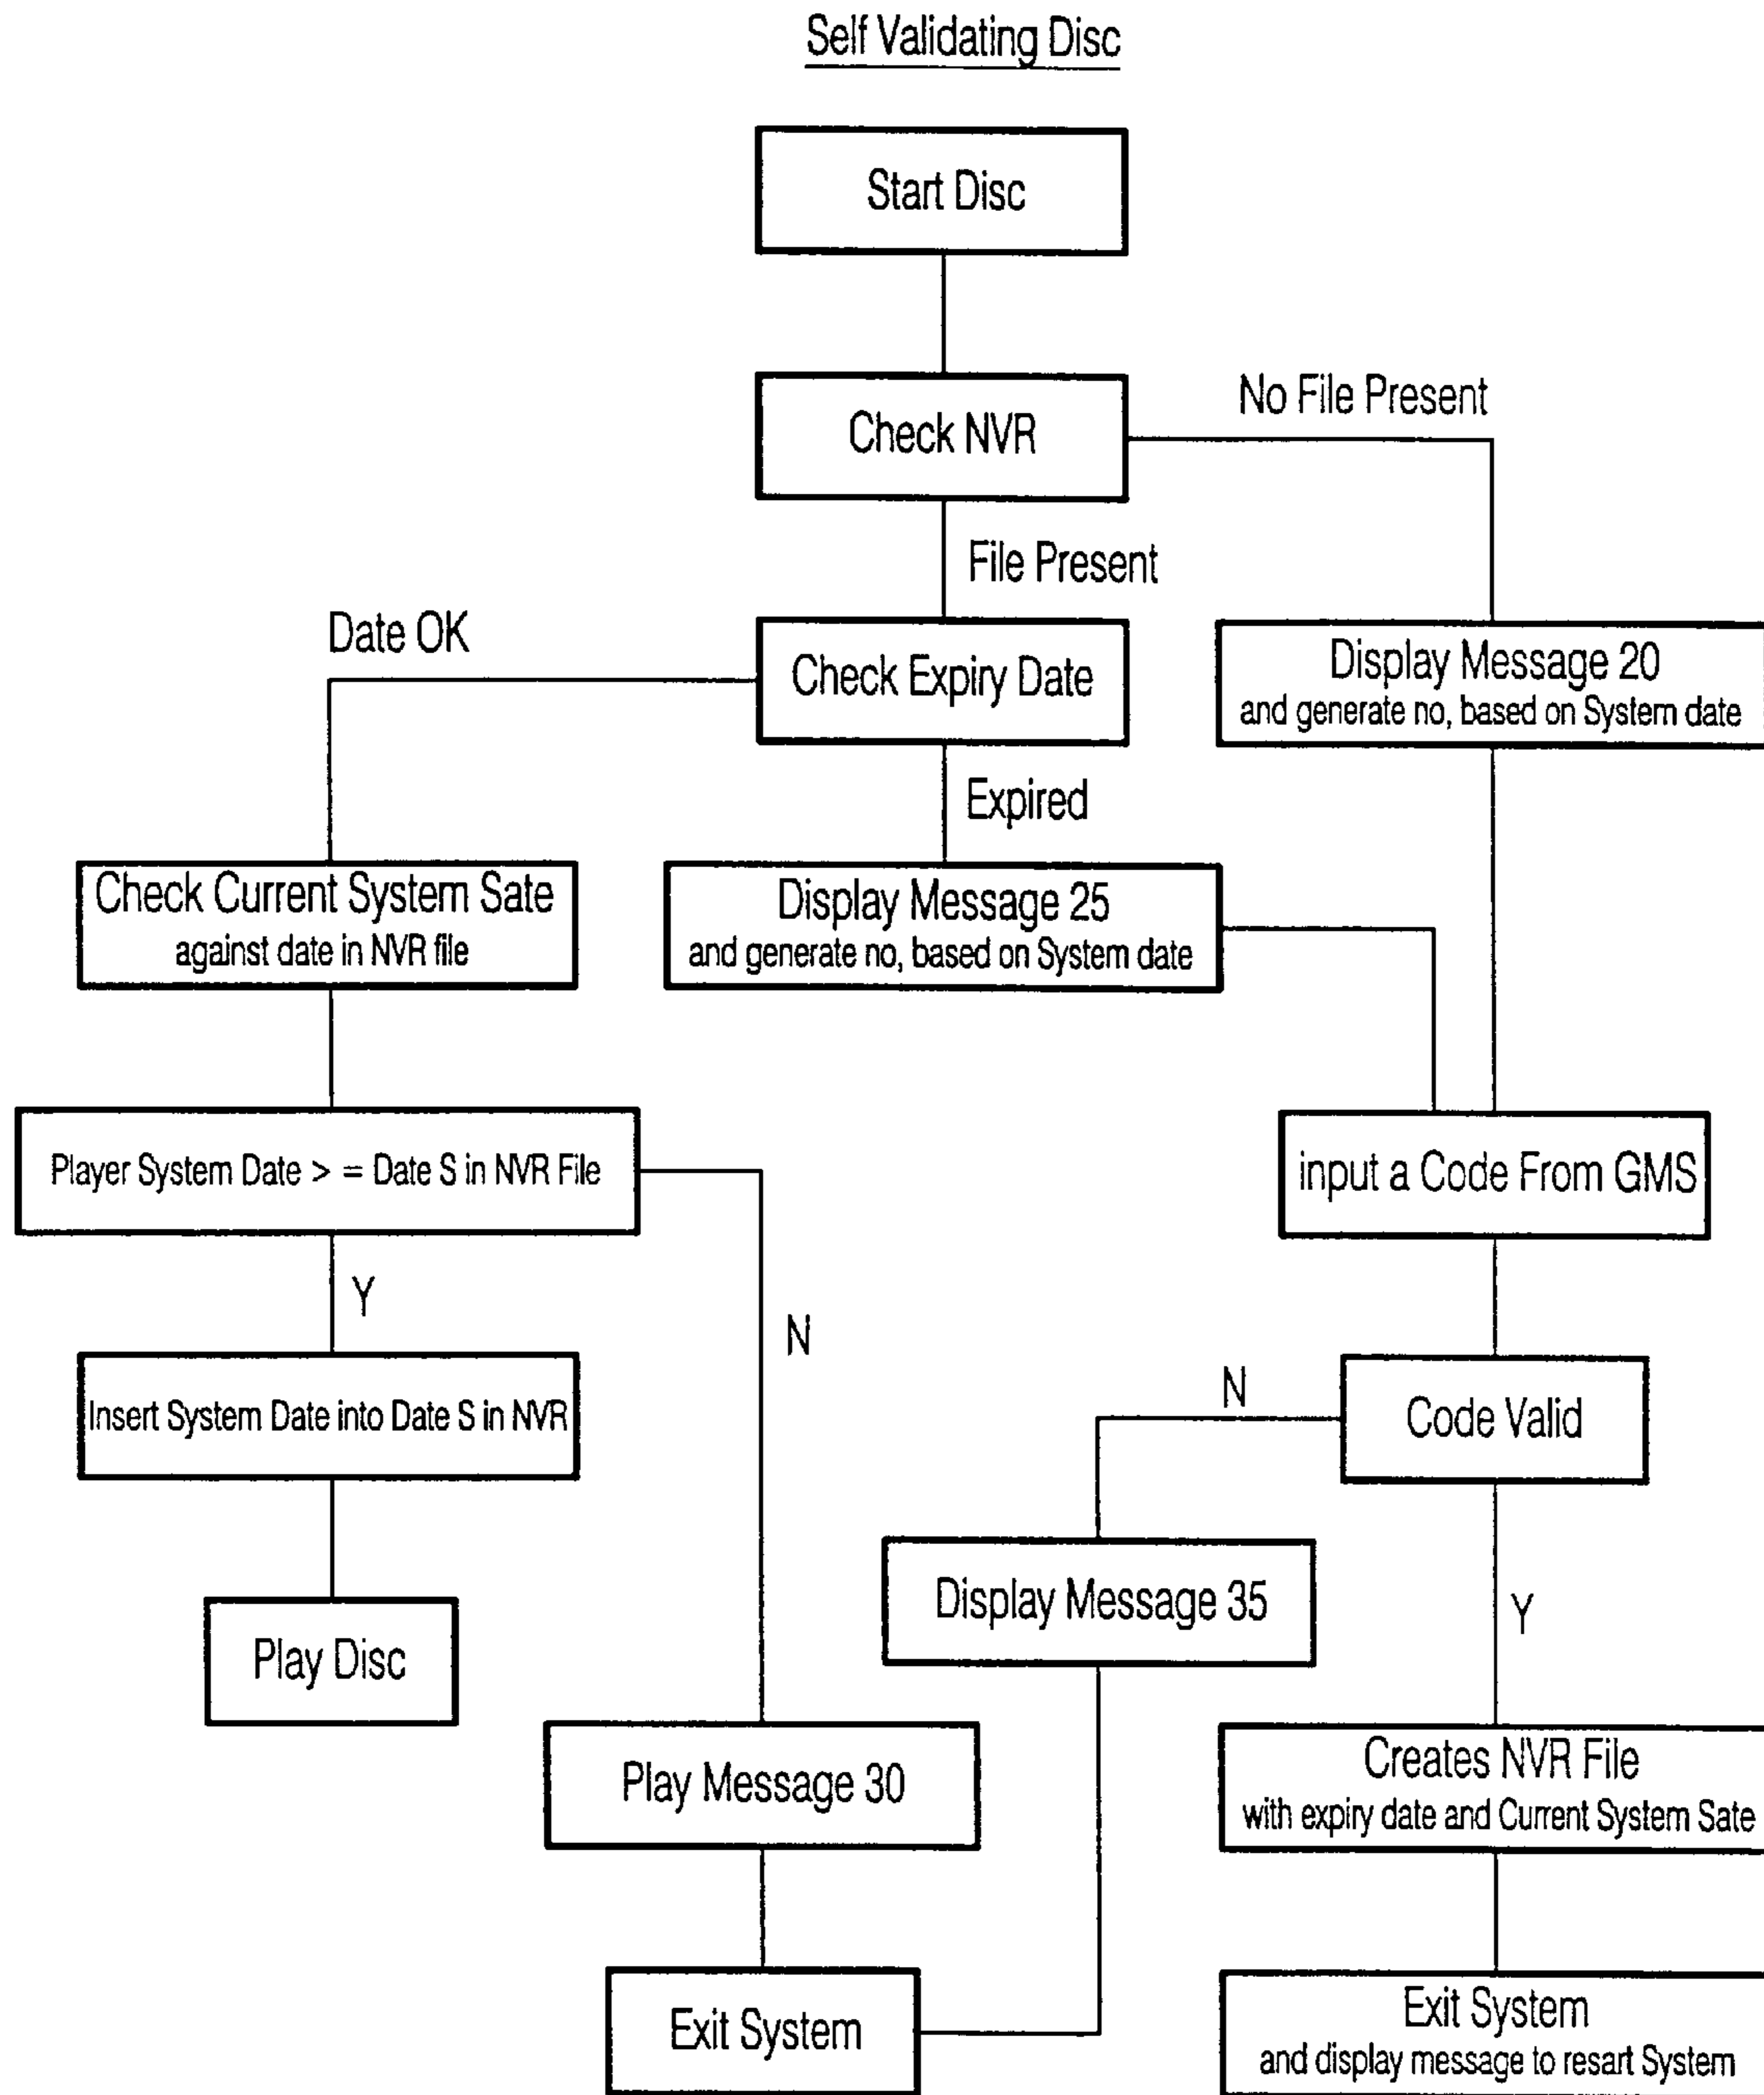 Self Validating Disc
Start Disc
Check NVR
No File Present
File Present
Date OK
Check Expiry Date
Display Message 20
and generate no, based on System date
Expired
Check Current System Sate
against date in NVR file
Display Message 25
and generate no, based on System date
Player System Date > = Date S in NVR File
input a Code From GMS
Y
N
Insert System Date into Date S in NVR
N
Code Valid
Display Message 35
Y
Play Disc
Play Message 30
Creates NVR File
with expiry date and Current System Sate
Exit System
Exit System
and display message to resart System